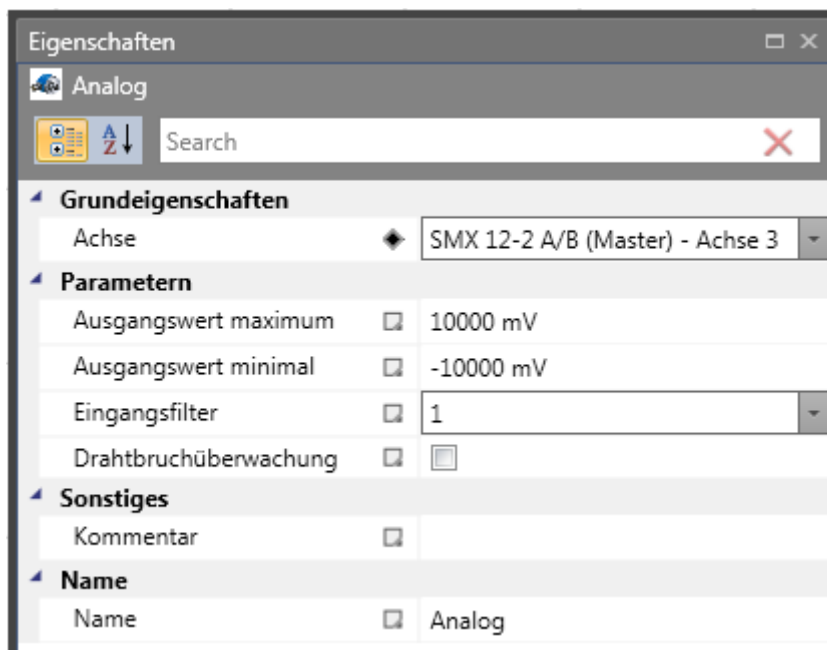 Eigenschaften
Analog
Search
Grundeigenschaften
Achse SMX 12-2 A/B (Master) - Achse 3
Parametern
Ausgangswert maximum 10000 mV
Ausgangswert minimal -10000 mV
Eingangsfilter 1
Drahtbruchüberwachung
Sonstiges
Kommentar
Name
Name Analog